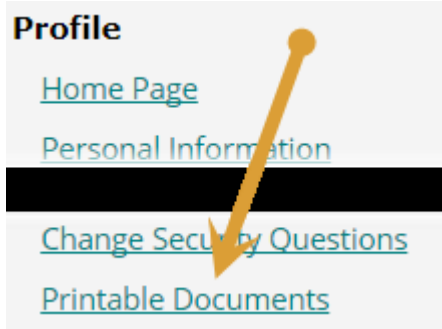 Profile
Home Page
Personal Information
Change Security Questions
Printable Documents